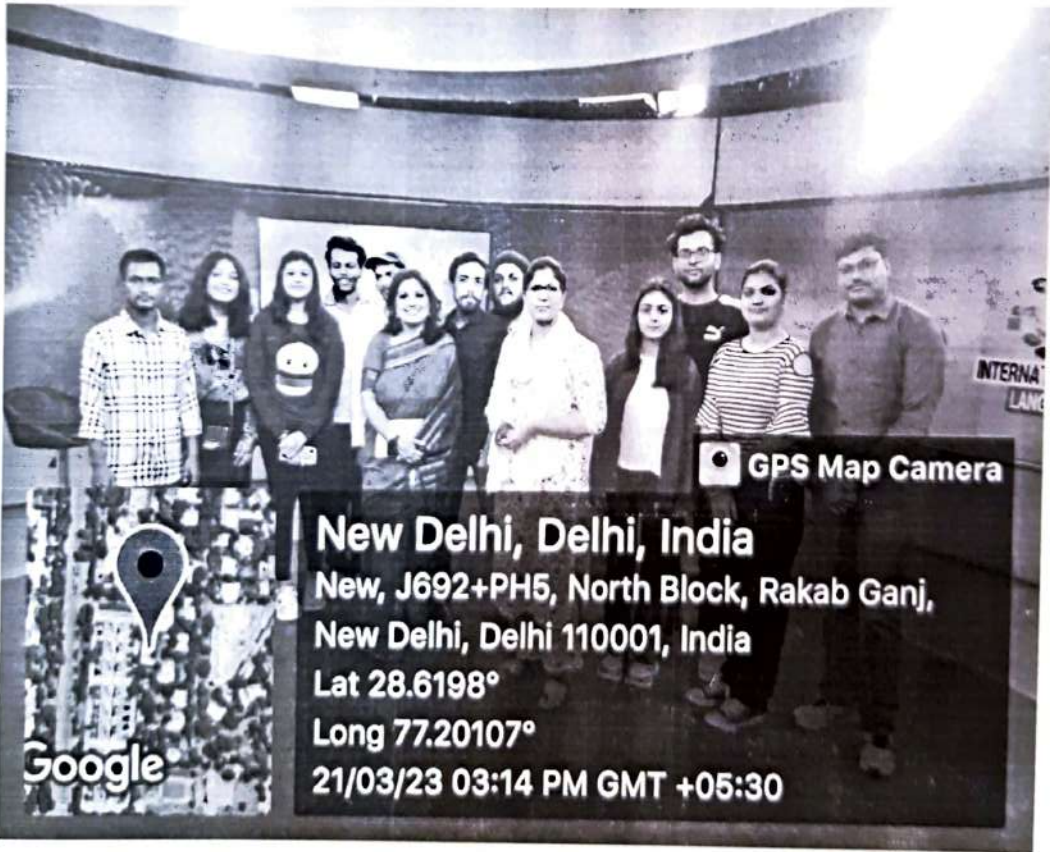 INTERNA
LANG
GPS Map Camera
New Delhi, Delhi, India
New, J692+PH5, North Block, Rakab Ganj,
New Delhi, Delhi 110001, India
Lat 28.6198°
Long 77.20107°
21/03/23 03:14 PM GMT +05:30
Google